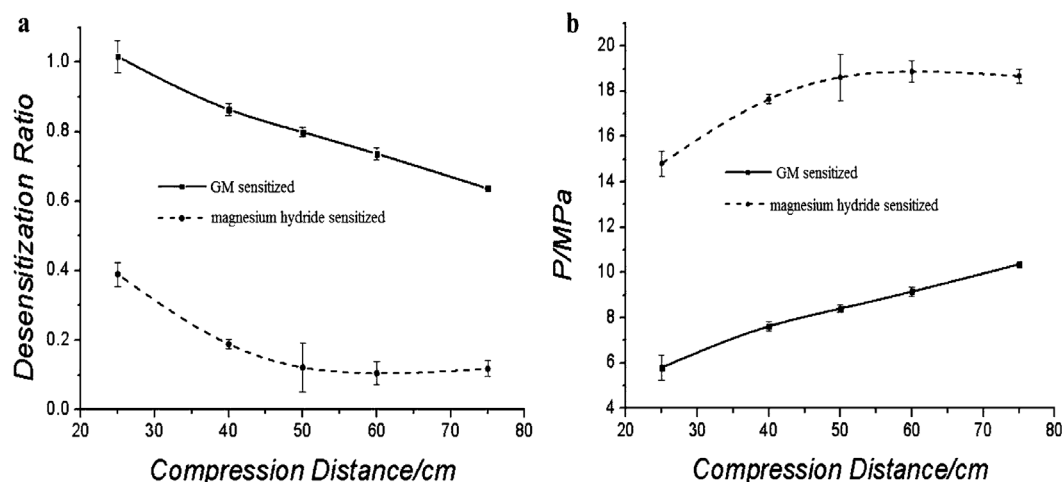 a
Desensitization Ratio
1.0
0.8
0.6
0.4
0.2
0.0
GM sensitized
magnesium hydride sensitized
20 30 40 50 60 70 80
Compression Distance/cm
b
P/MPa
20
18
16
14
12
10
8
6
4
GM sensitized
magnesium hydride sensitized
20 30 40 50 60 70 80
Compression Distance/cm